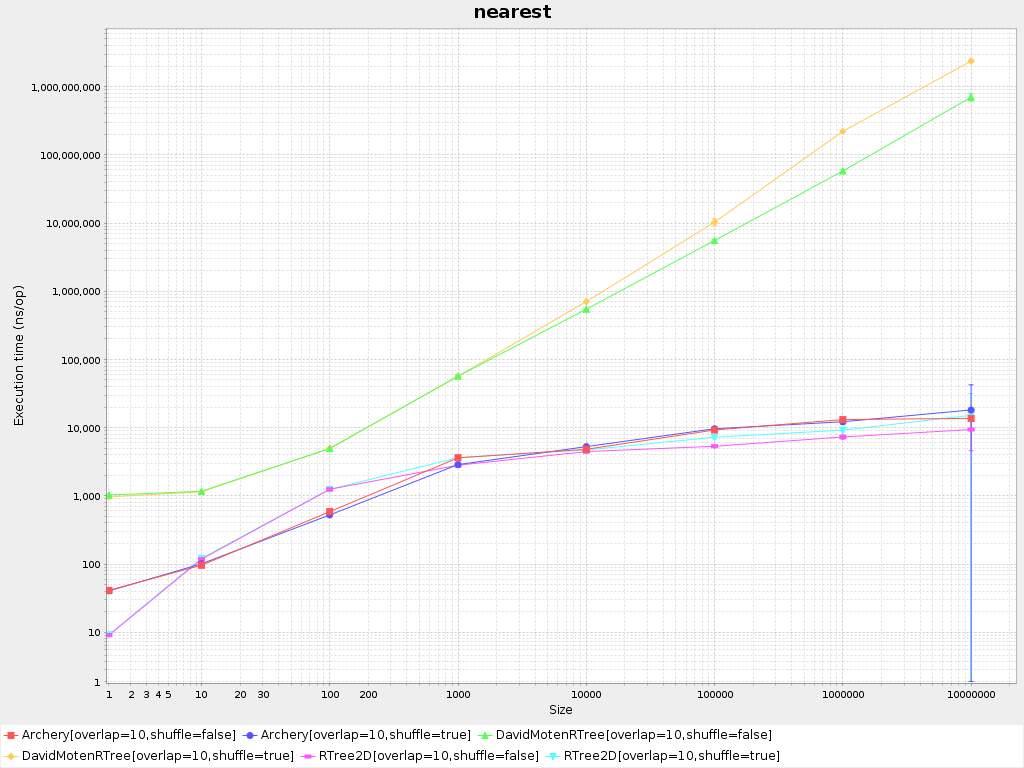 nearest
Execution time (ns/op)
1,000,000,000
100,000,000
10,000,000
1,000,000
100,000
10,000
1,000
100
10
1
1 2 3 4 5 10 20 30 100 200 1000 10000 100000 1000000 10000000
Size
Archery[overlap=10,shuffle=false] Archery[overlap=10,shuffle=true] DavidMotenRTree[overlap=10,shuffle=false]
DavidMotenRTree[overlap=10,shuffle=true] RTree2D[overlap=10,shuffle=false] RTree2D[overlap=10,shuffle=true]